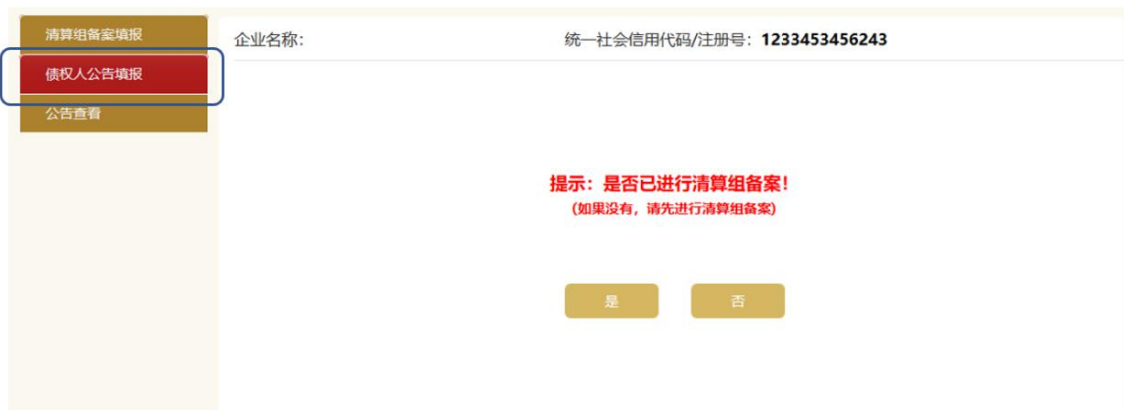 清算组备案填报
债权人公告填报
公告查看
企业名称： 统一社会信用代码/注册号：1233453456243
提示：是否已进行清算组备案！
（如果没有，请先进行清算组备案）
是 否